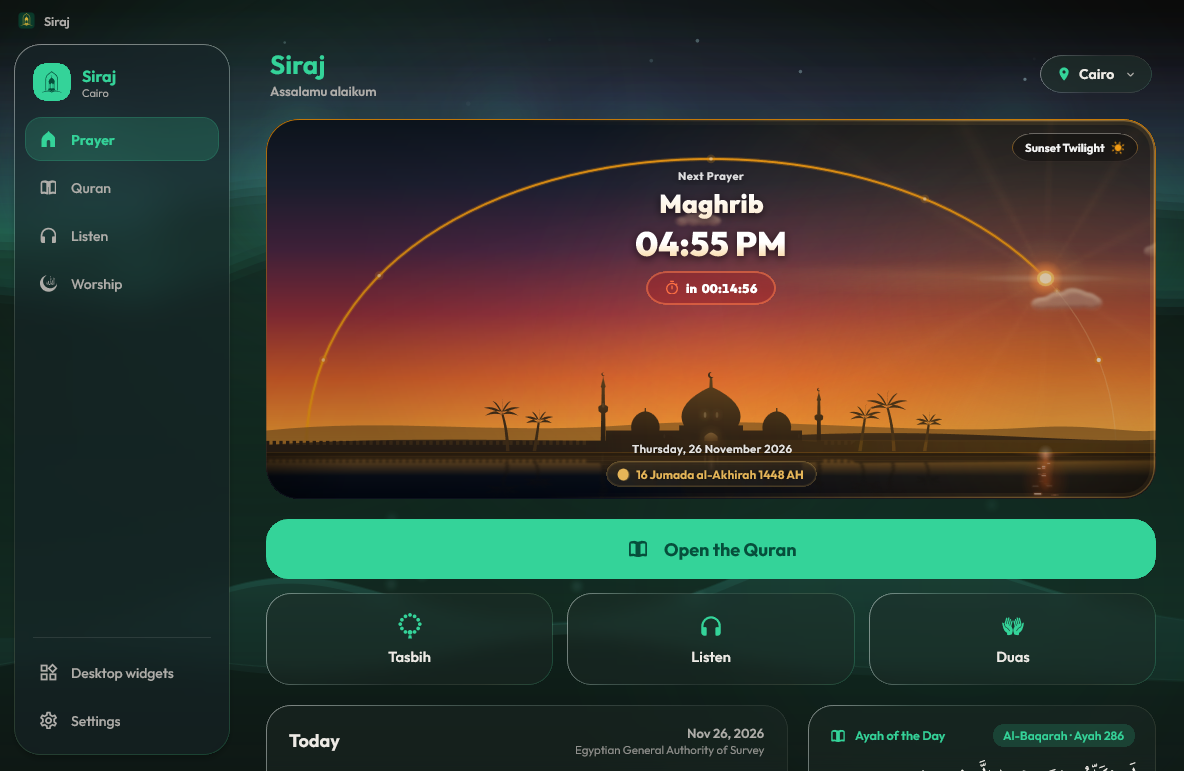 Siraj
Siraj
Cairo
Prayer
Quran
Listen
Worship
Desktop widgets
Settings
Siraj
Assalamu alaikum
Cairo
Sunset Twilight
Next Prayer
Maghrib
04:55 PM
in 00:14:56
Thursday, 26 November 2026
16 Jumada al-Akhirah 1448 AH
Open the Quran
Tasbih
Listen
Duas
Today
Nov 26, 2026
Egyptian General Authority of Survey
Ayah of the Day
Al-Baqarah · Ayah 286